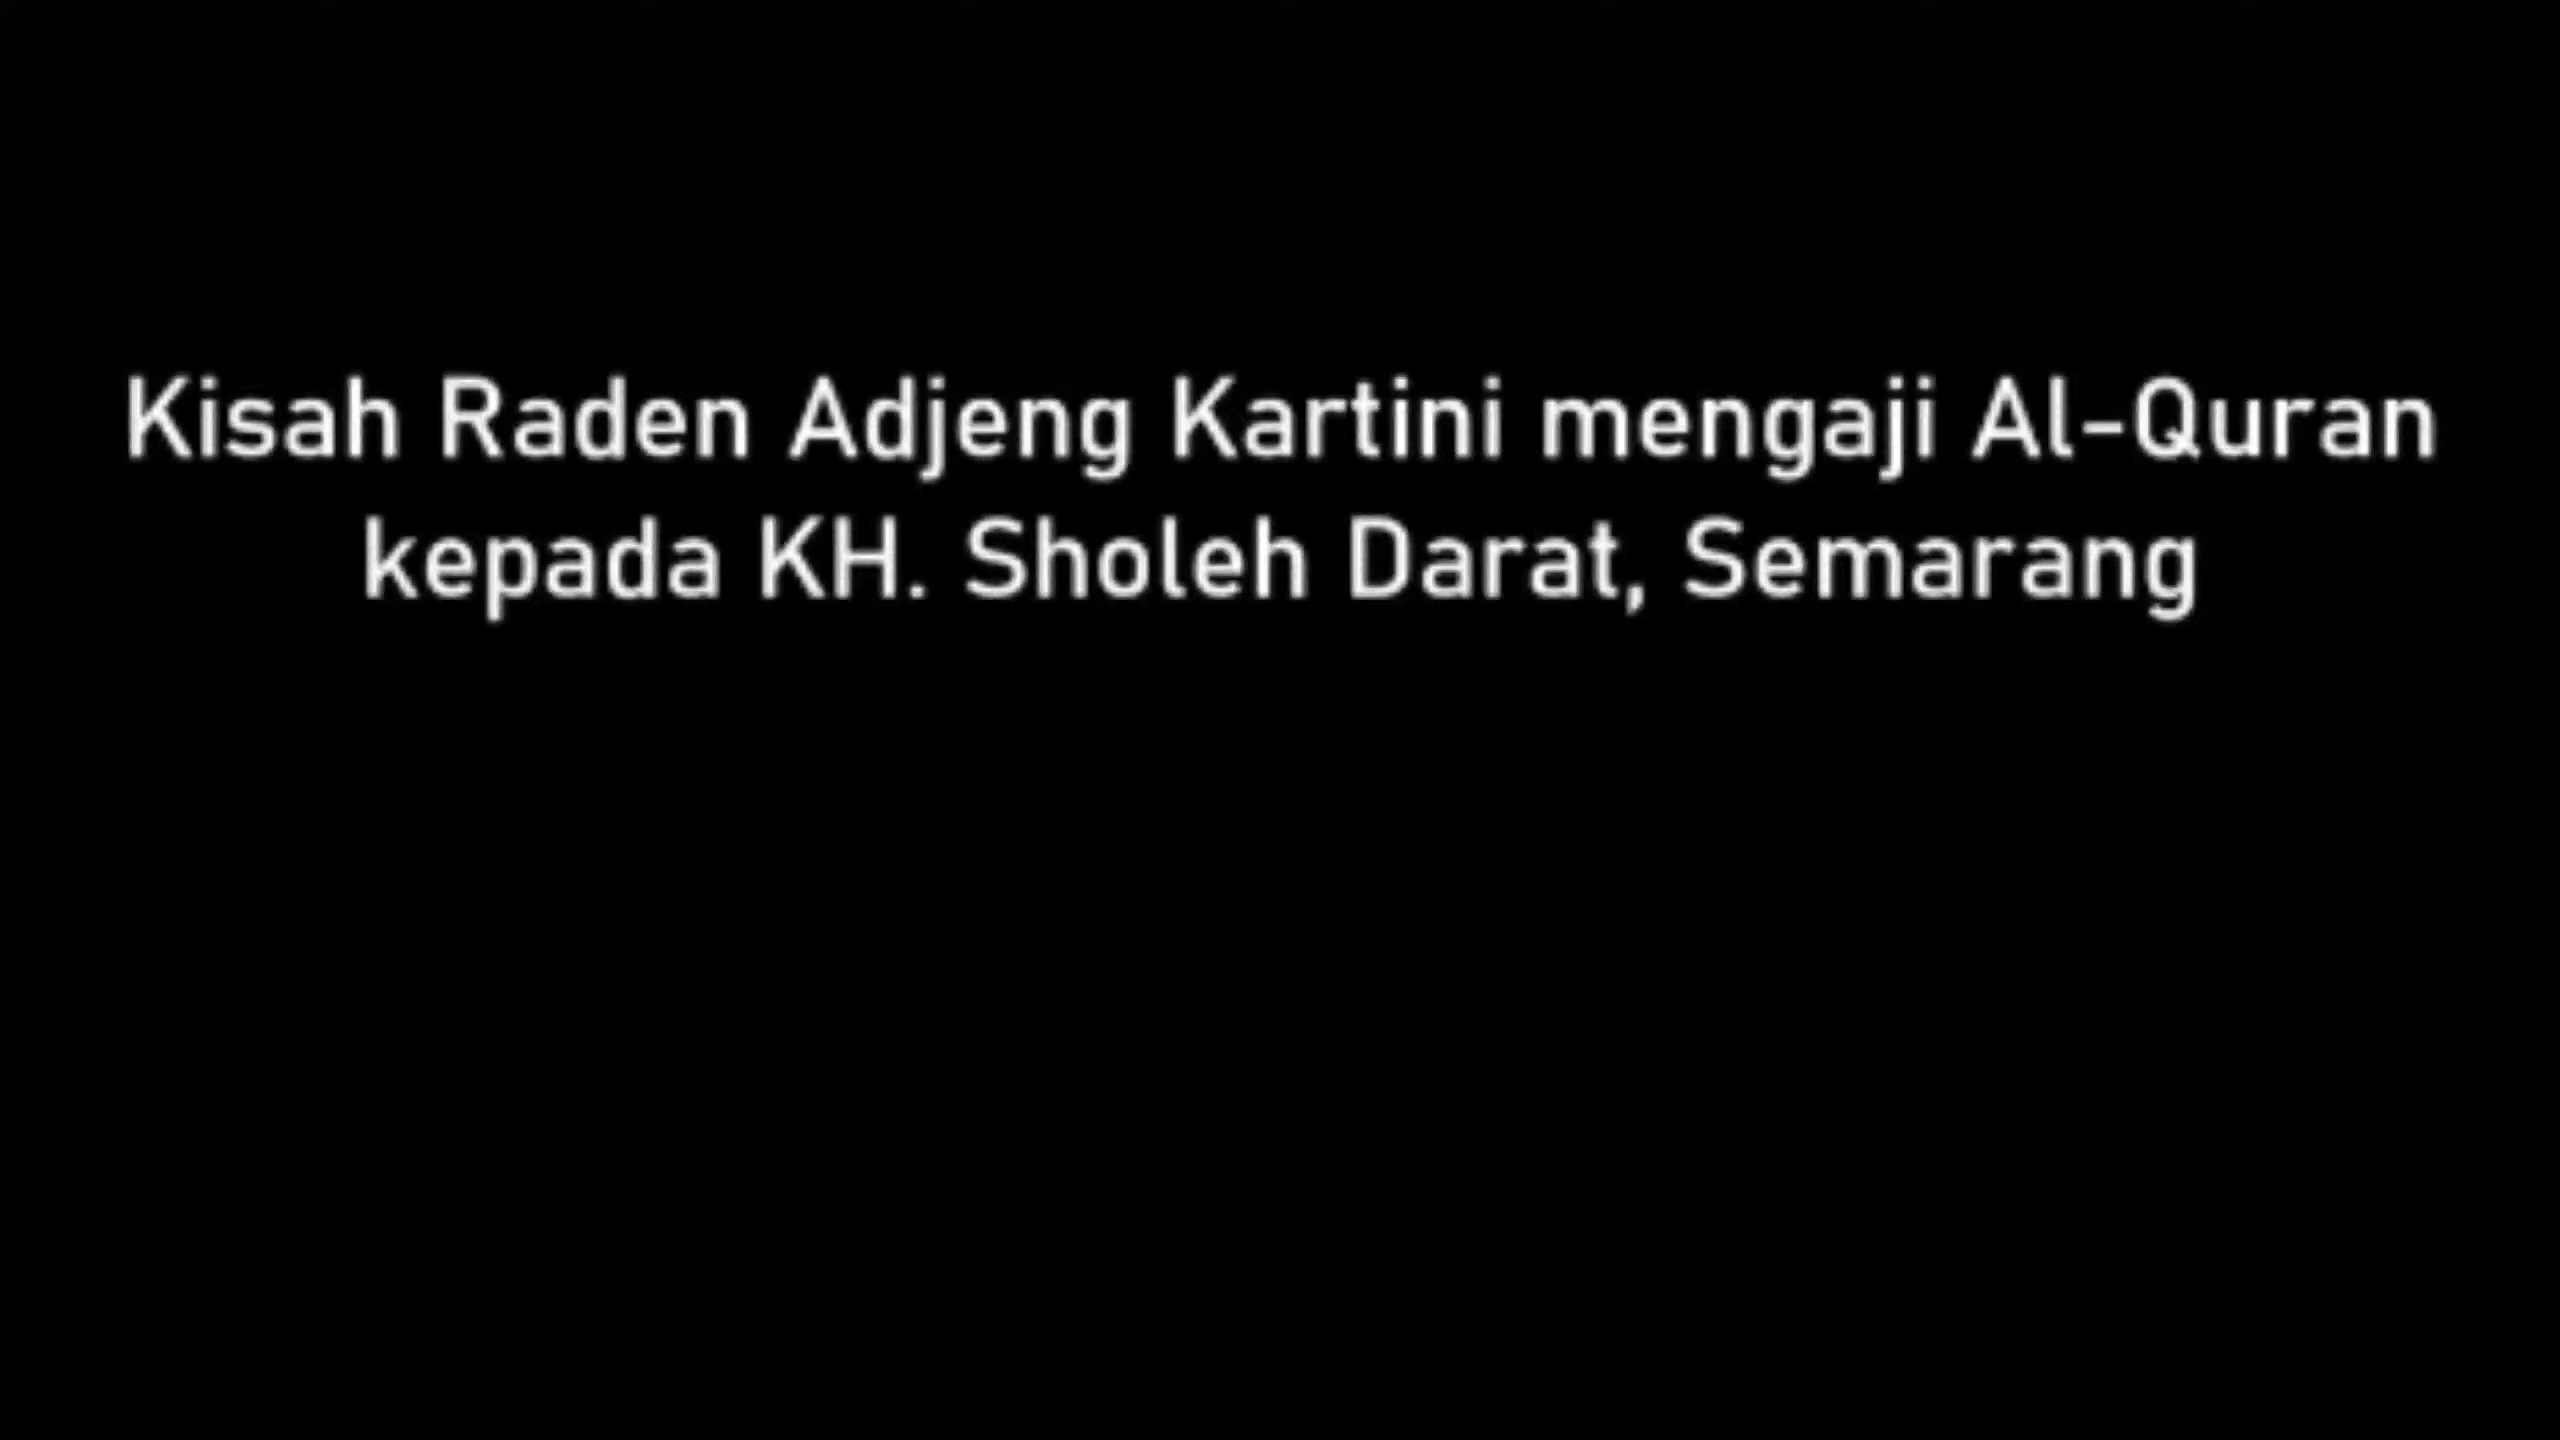 Kisah Raden Adjeng Kartini mengaji Al-Quran
kepada KH. Sholeh Darat, Semarang